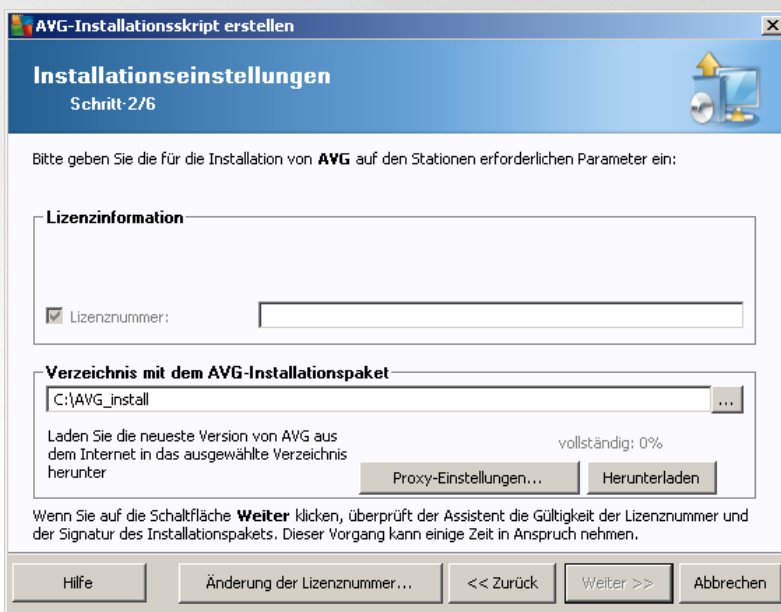 AVG-Installationsskript erstellen
Installationseinstellungen
Schritt-2/6
Bitte geben Sie die für die Installation von AVG auf den Stationen erforderlichen Parameter ein:
Lizenzinformation
Lizenznummer:
Verzeichnis mit dem AVG-Installationspaket
C:\AVG_install
...
Laden Sie die neueste Version von AVG aus
dem Internet in das ausgewählte Verzeichnis
herunter
vollständig: 0%
Proxy-Einstellungen...
Herunterladen
Wenn Sie auf die Schaltfläche Weiter klicken, überprüft der Assistent die Gültigkeit der Lizenznummer und
der Signatur des Installationspakets. Dieser Vorgang kann einige Zeit in Anspruch nehmen.
Hilfe
Änderung der Lizenznummer...
<< Zurück
Weiter >>
Abbrechen